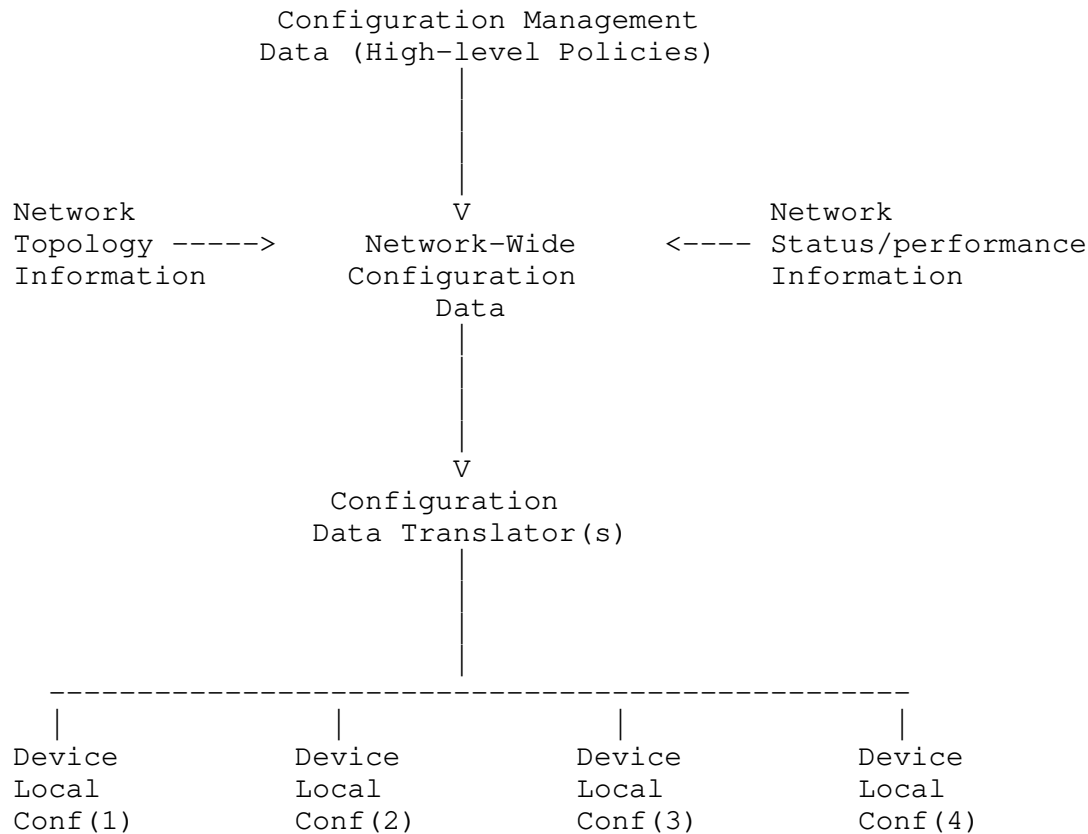 Configuration Management
Data (High-level Policies)
|
|
|
|
|
Network V Network
Topology -----> Network-Wide <---- Status/performance
Information Configuration Information
Data
|
|
|
|
V
Configuration
Data Translator(s)
|
|
|
|
-------------------------------------------------
| | | |
Device Device Device Device
Local Local Local Local
Conf(1) Conf(2) Conf(3) Conf(4)